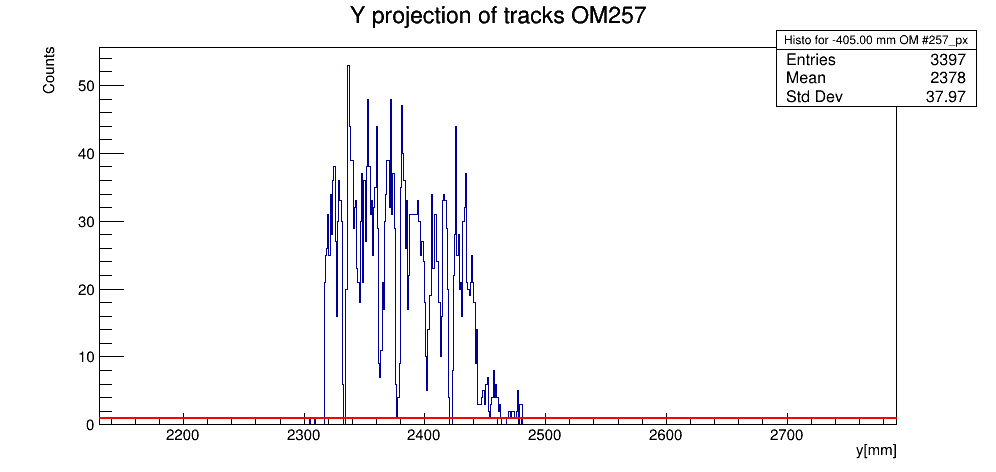 Y projection of tracks OM257
Histo for -405.00 mm OM #257_px
Entries 3397
Mean 2378
Std Dev 37.97
Counts
50
40
30
20
10
0
2200 2300 2400 2500 2600 2700
y[mm]